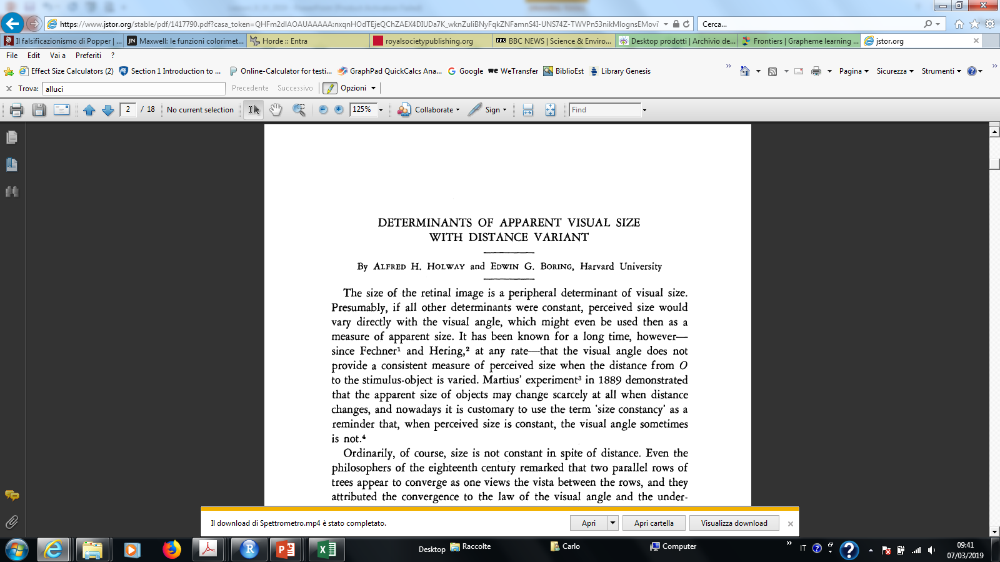 https://www.jstor.org/stable/pdf/1417790.pdf?casa_token=QHFm2dIAOAUAAAAA:nxqnHOdTEjeQChZAEX4DIUDa7K_wknZuliBNyFqkZNFamnS4I-UNS74Z-TWVPn53nikMIognsEMovi
Cerca...
Il falsificazionismo di Popper | ...
Maxwell: le funzioni colorimet...
Horde :: Entra
royalsocietypublishing.org
BBC NEWS | Science & Enviro...
Desktop prodotti | Archivio de...
Frontiers | Grapheme learning ...
jstor.org
File Edit Vai a Preferiti ?
Effect Size Calculators (2)
Section 1 Introduction to ...
Online-Calculator for testi...
GraphPad QuickCalcs Ana...
Google
WeTransfer
BiblioEst
Library Genesis
Pagina
Sicurezza
Strumenti
Trova: alluci
Precedente Successivo
Opzioni
2 / 18
No current selection
125%
Collaborate
Sign
Find
DETERMINANTS OF APPARENT VISUAL SIZE
WITH DISTANCE VARIANT
By ALFRED H. HOLWAY and EDWIN G. BORING, Harvard University
The size of the retinal image is a peripheral determinant of visual size.
Presumably, if all other determinants were constant, perceived size would
vary directly with the visual angle, which might even be used then as a
measure of apparent size. It has been known for a long time, however—
since Fechner¹ and Hering,² at any rate—that the visual angle does not
provide a consistent measure of perceived size when the distance from O
to the stimulus-object is varied. Martius' experiment³ in 1889 demonstrated
that the apparent size of objects may change scarcely at all when distance
changes, and nowadays it is customary to use the term 'size constancy' as a
reminder that, when perceived size is constant, the visual angle sometimes
is not.⁴
Ordinarily, of course, size is not constant in spite of distance. Even the
philosophers of the eighteenth century remarked that two parallel rows of
trees appear to converge as one views the vista between the rows, and they
attributed the convergence to the law of the visual angle and the under-
Il download di Spettrometro.mp4 è stato completato.
Apri
Apri cartella
Visualizza download
Desktop
Raccolte
Carlo
Computer
IT
09:41
07/03/2019